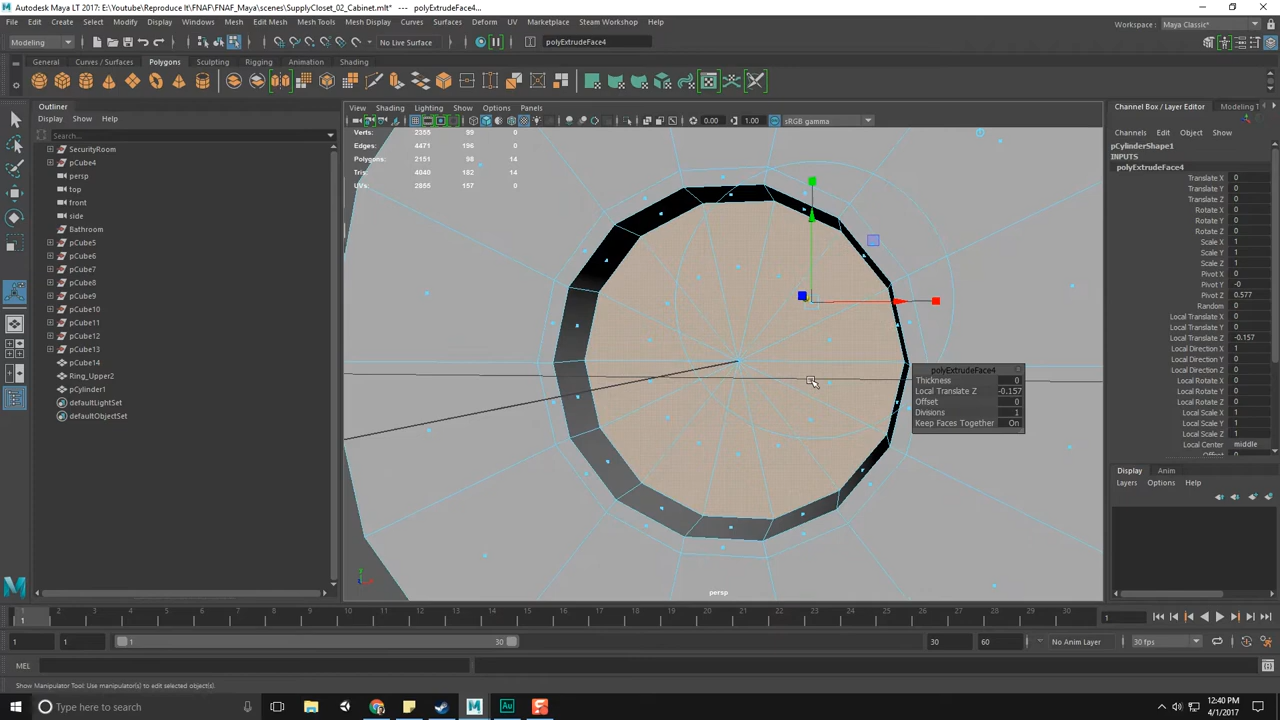 Autodesk Maya LT 2017: E:\Youtube\Reproduce It\FNAF\FNAF_Maya\scenes\SupplyCloset_02_Cabinet.mlt* --- polyExtrudeFace4...
File Edit Create Select Modify Display Windows Mesh Edit Mesh Mesh Tools Mesh Display Curves Surfaces Deform UV Marketplace Steam Workshop Help
Workspace : Maya Classic*
Modeling No Live Surface polyExtrudeFace4
General Curves / Surfaces Polygons Sculpting Rigging Animation Shading
Outliner
Display Show Help
Search...
SecurityRoom
pCube4
persp
top
front
side
Bathroom
pCube5
pCube6
pCube7
pCube8
pCube9
pCube10
pCube11
pCube12
pCube13
pCube14
Ring_Upper2
pCylinder1
defaultLightSet
defaultObjectSet
View Shading Lighting Show Options Panels
0.00 1.00 sRGB gamma
Verts: 2355 99 0
Edges: 4471 196 0
Polygons: 2151 98 14
Tris: 4040 182 14
UVs: 2855 157 0
polyExtrudeFace4
Thickness 0
Local Translate Z -0.157
Offset 0
Divisions 1
Keep Faces Together On
persp
Channel Box / Layer Editor Modeling 1
Channels Edit Object Show
pCylinderShape1
INPUTS
polyExtrudeFace4
Translate X 0
Translate Y 0
Translate Z 0
Rotate X 0
Rotate Y 0
Rotate Z 0
Scale X 1
Scale Y 1
Scale Z 1
Pivot X 0
Pivot Y -0
Pivot Z 0.577
Random 0
Local Translate X 0
Local Translate Y 0
Local Translate Z -0.157
Local Direction X 1
Local Direction Y 0
Local Direction Z 0
Local Rotate X 0
Local Rotate Y 0
Local Rotate Z 0
Local Scale X 1
Local Scale Y 1
Local Scale Z 1
Local Center middle
Display Anim
Layers Options Help
1 2 3 4 5 6 7 8 9 10 11 12 13 14 15 16 17 18 19 20 21 22 23 24 25 26 27 28 29 30 1
1 1 1 30 30 60 No Anim Layer 30 fps
MEL
Show Manipulator Tool: Use manipulator(s) to edit selected object(s).
Type here to search
12:40 PM
4/1/2017